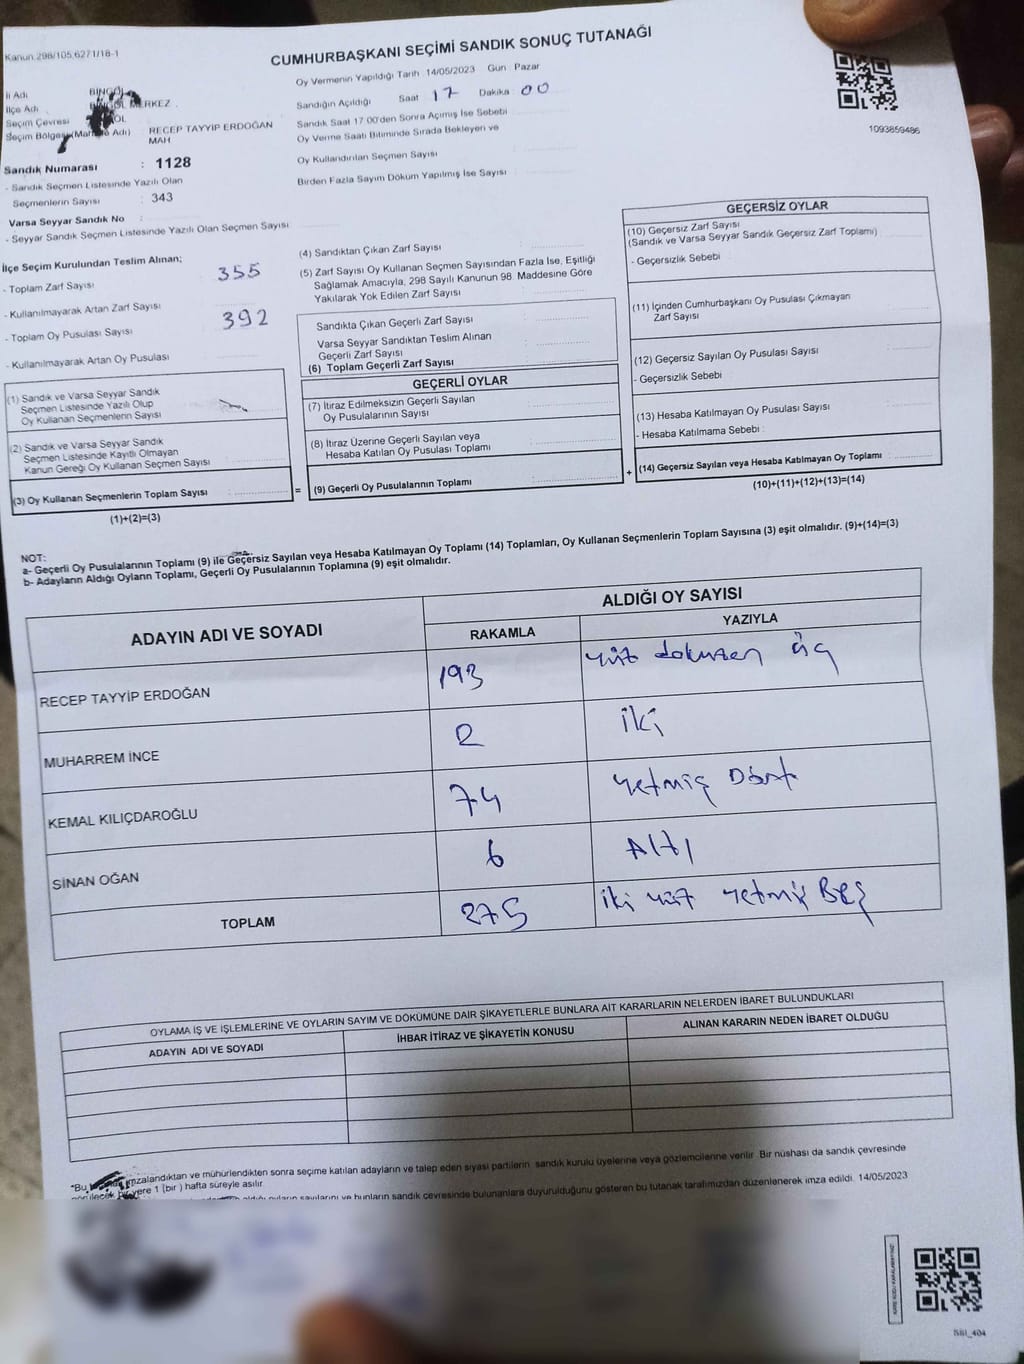 Kanun:298/105,6271/18-1
CUMHURBAŞKANI SEÇİMİ SANDIK SONUÇ TUTANAĞI
Oy Vermenin Yapıldığı Tarih 14/05/2023 Gün Pazar
İl Adı BİNGÖL
İlçe Adı BİNGÖL MERKEZ
Seçim Çevresi
Seçim Bölgesi (Mahalle Adı) RECEP TAYYİP ERDOĞAN
MAH
Sandık Numarası : 1128
- Sandık Seçmen Listesinde Yazılı Olan
Seçmenlerin Sayısı : 343
Varsa Seyyar Sandık No :
- Seyyar Sandık Seçmen Listesinde Yazılı Olan Seçmen Sayısı
Sandığın Açıldığı Saat 17 Dakika 00
Sandık Saat 17:00'den Sonra Açımış İse Sebebi
Oy Verme Saati Bitiminde Sırada Bekleyen ve
Oy Kullandırılan Seçmen Sayısı
Birden Fazla Sayım Döküm Yapılmış İse Sayısı
1093859486
İlçe Seçim Kurulundan Teslim Alınan;
- Toplam Zarf Sayısı 355
- Kullanılmayarak Artan Zarf Sayısı
- Toplam Oy Pusulası Sayısı 392
- Kullanılmayarak Artan Oy Pusulası
(1) Sandık ve Varsa Seyyar Sandık
Seçmen Listesinde Yazılı Olup
Oy Kullanan Seçmenlerin Sayısı
(2) Sandık ve Varsa Seyyar Sandık
Seçmen Listesinde Kayıtlı Olmayan
Kanun Gereği Oy Kullanan Seçmen Sayısı
(3) Oy Kullanan Seçmenlerin Toplam Sayısı :
(1)+(2)=(3)
=
(4) Sandıktan Çıkan Zarf Sayısı
(5) Zarf Sayısı Oy Kullanan Seçmen Sayısından Fazla İse, Eşitliği
Sağlamak Amacıyla, 298 Sayılı Kanunun 98. Maddesine Göre
Yakılarak Yok Edilen Zarf Sayısı
Sandıkta Çıkan Geçerli Zarf Sayısı
Varsa Seyyar Sandıktan Teslim Alınan
Geçerli Zarf Sayısı
(6) Toplam Geçerli Zarf Sayısı
GEÇERLİ OYLAR
(7) İtiraz Edilmeksizin Geçerli Sayılan
Oy Pusulalarının Sayısı
(8) İtiraz Üzerine Geçerli Sayılan veya
Hesaba Katılan Oy Pusulası Toplamı
(9) Geçerli Oy Pusulalarının Toplamı
+
GEÇERSİZ OYLAR
(10) Geçersiz Zarf Sayısı
(Sandık ve Varsa Seyyar Sandık Geçersiz Zarf Toplamı)
- Geçersizlik Sebebi
(11) İçinden Cumhurbaşkanı Oy Pusulası Çıkmayan
Zarf Sayısı
(12) Geçersiz Sayılan Oy Pusulası Sayısı
- Geçersizlik Sebebi
(13) Hesaba Katılmayan Oy Pusulası Sayısı
- Hesaba Katılmama Sebebi :
(14) Geçersiz Sayılan veya Hesaba Katılmayan Oy Toplamı
(10)+(11)+(12)+(13)=(14)
NOT:
a- Geçerli Oy Pusulalarının Toplamı (9) ile Geçersiz Sayılan veya Hesaba Katılmayan Oy Toplamı (14) Toplamları, Oy Kullanan Seçmenlerin Toplam Sayısına (3) eşit olmalıdır. (9)+(14)=(3)
b- Adayların Aldığı Oyların Toplamı, Geçerli Oy Pusulalarının Toplamına (9) eşit olmalıdır.
ADAYIN ADI VE SOYADI ALDIĞI OY SAYISI
RAKAMLA YAZIYLA
RECEP TAYYİP ERDOĞAN 193 yüz dokuzen üç
MUHARREM İNCE 2 iki
KEMAL KILIÇDAROĞLU 74 yetmiş Dört
SİNAN OĞAN 6 Altı
TOPLAM 275 iki yüz yetmiş Beş
OYLAMA İŞ VE İŞLEMLERİNE VE OYLARIN SAYIM VE DÖKÜMÜNE DAİR ŞİKAYETLERLE BUNLARA AİT KARARLARIN NELERDEN İBARET BULUNDUKLARI
ADAYIN ADI VE SOYADI İHBAR İTİRAZ VE ŞİKAYETİN KONUSU ALINAN KARARIN NEDEN İBARET OLDUĞU
*Bu imzalandıktan ve mühürlendikten sonra seçime katılan adayların ve talep eden siyasi partilerin sandık kurulu üyelerine veya gözlemcilerine verilir. Bir nüshası da sandık çevresinde
görülecek bir yere 1 (bir ) hafta süreyle asılır.
aldığı oyların sayılarını ve bunların sandık çevresinde bulunanlara duyurulduğunu gösteren bu tutanak tarafımızdan düzenlenerek imza edildi. 14/05/2023
SBI_404